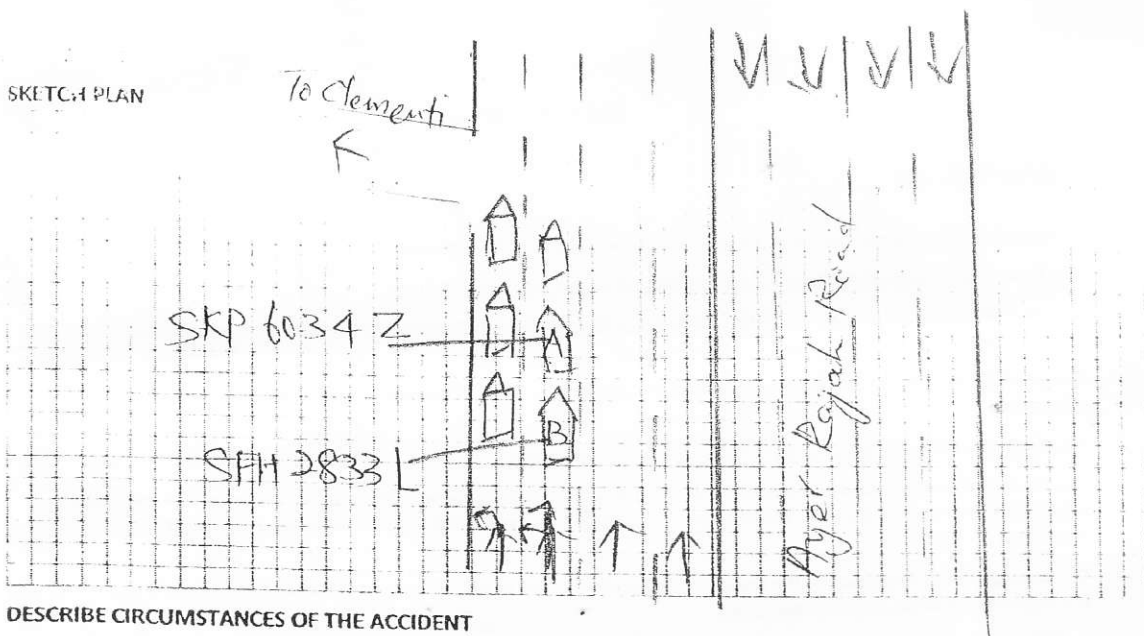 SKETCH PLAN
To Clementi
SKP 6034 Z
A
B
SFH 2833 L
Ayer Rajah Road
DESCRIBE CIRCUMSTANCES OF THE ACCIDENT